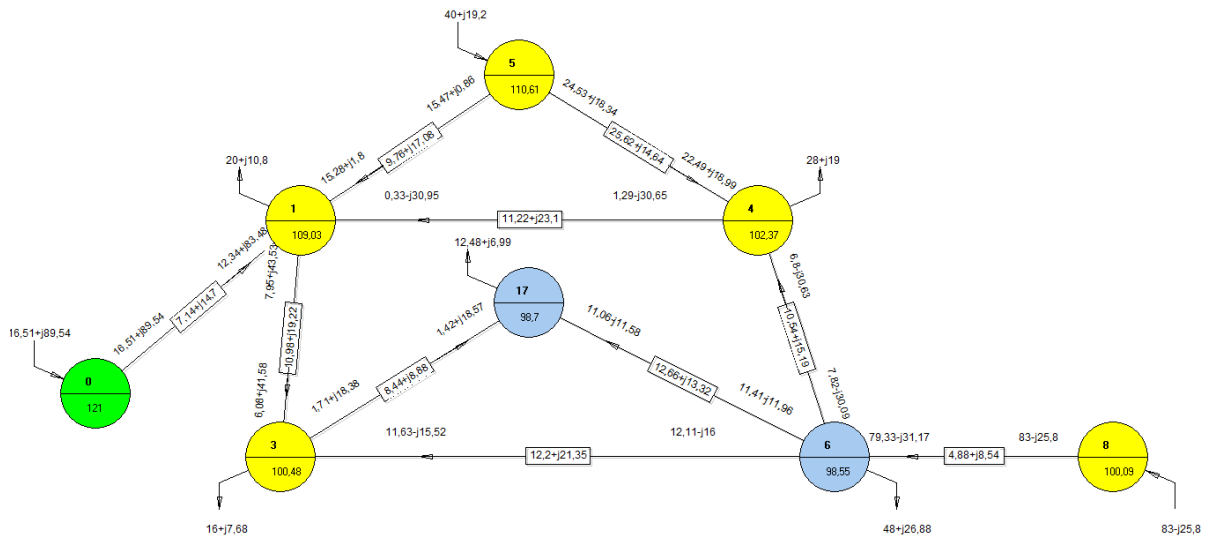 40+j19,2
5
110,61
15,47+j0,86
24,53+j18,34
9,76+j17,08
25,62+j14,64
20+j10,8
15,28+j1,8
22,49+j18,99
28+j19
0,33-j30,95
1,29-j30,65
1
109,03
11,22+j23,1
4
102,37
12,34+j83,48
7,95+j43,53
12,48+j6,99
6,8-j30,63
17
98,7
16,51+j89,54
16,51+j89,54
7,14+j14,7
10,98+j19,22
1,42+j18,57
11,06-j11,58
10,54+j15,19
0
121
8,44+j8,88
12,66+j13,32
6,08+j41,58
1,71+j18,38
11,41-j11,96
7,82-j30,09
11,63-j15,52
12,11-j16
79,33-j31,17
83-j25,8
3
100,48
12,2+j21,35
6
98,55
4,88+j8,54
8
100,09
16+j7,68
48+j26,88
83-j25,8